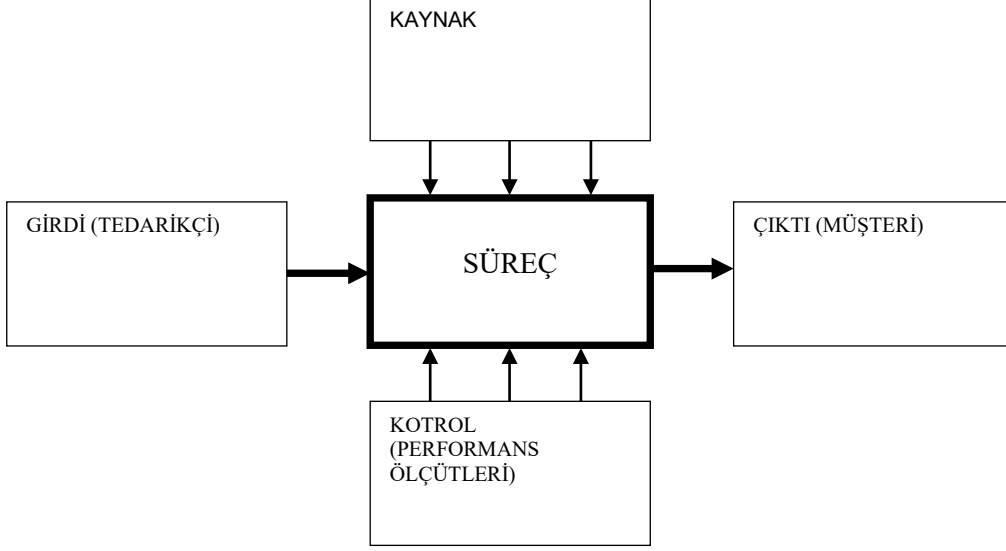 KAYNAK
GİRDİ (TEDARİKÇİ)
SÜREÇ
ÇIKTI (MÜŞTERİ)
KOTROL
(PERFORMANS
ÖLÇÜTLERİ)